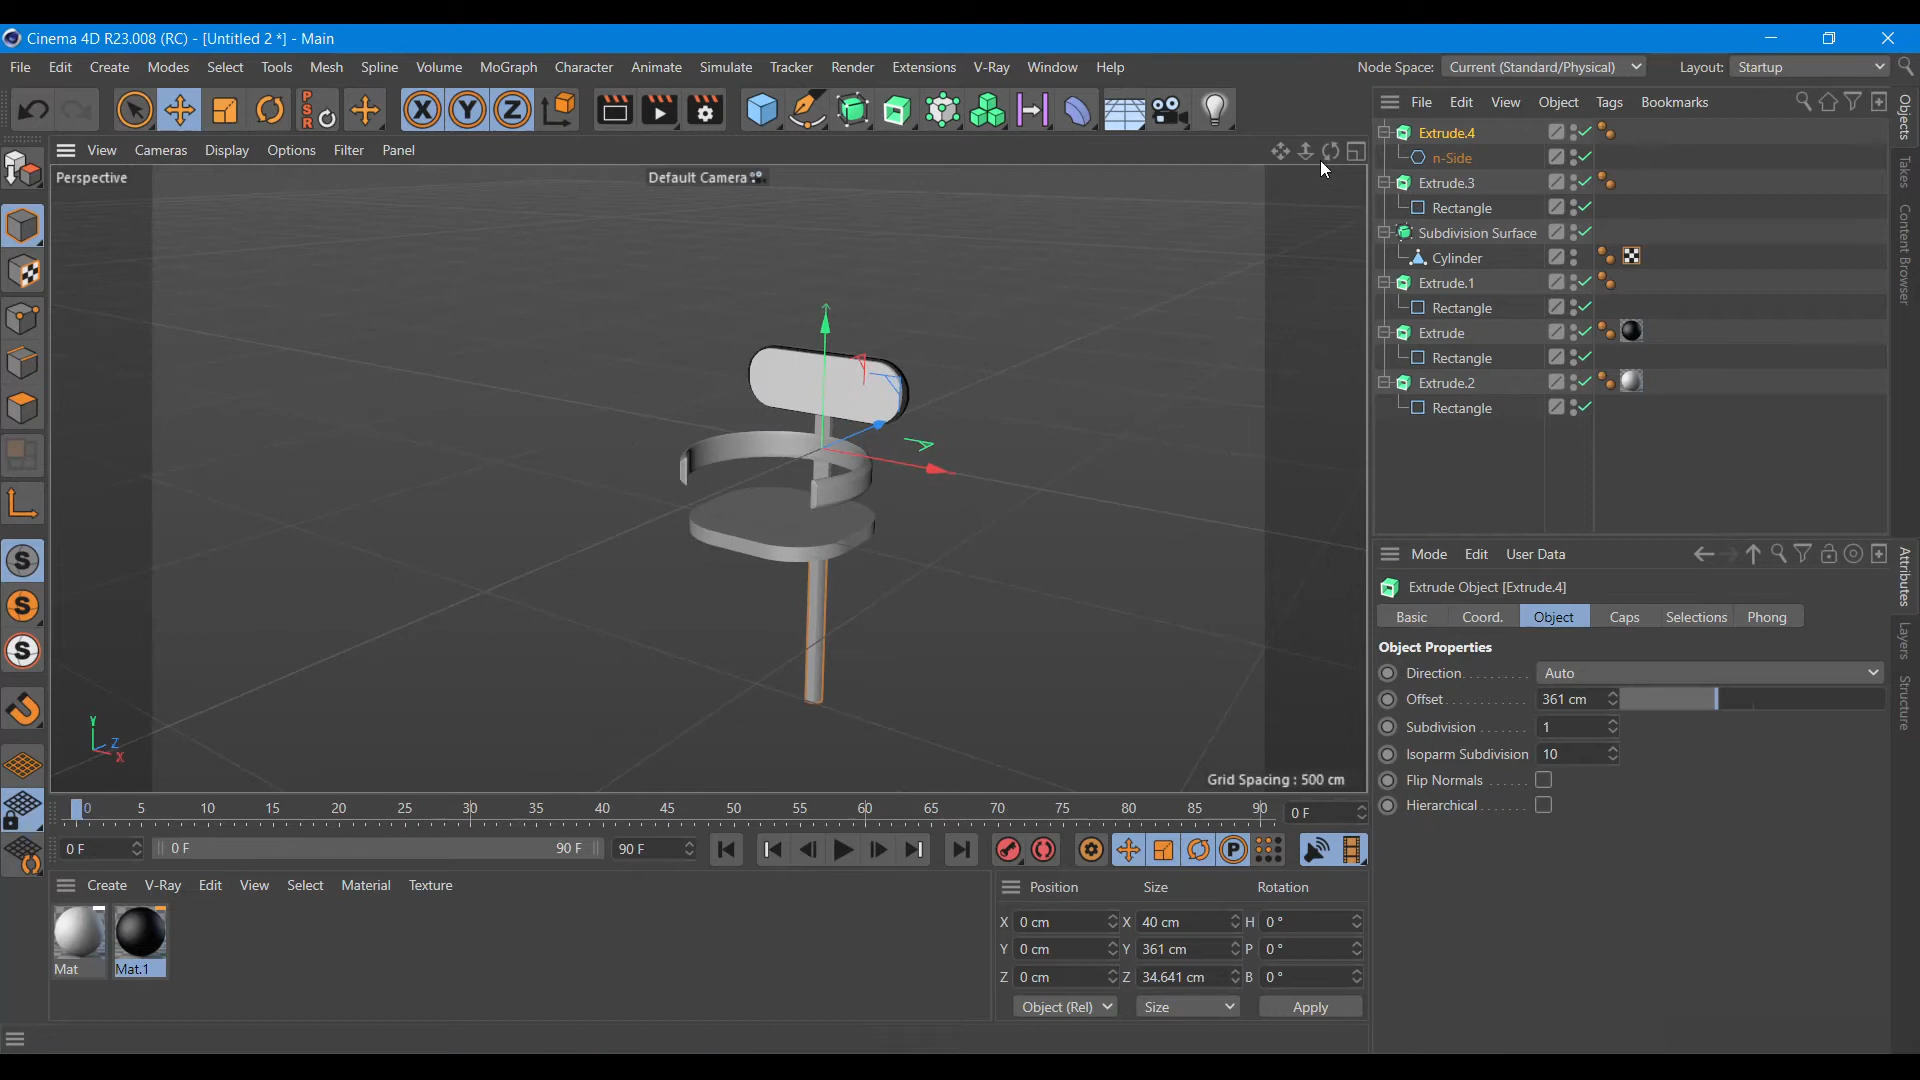 Cinema 4D R23.008 (RC) - [Untitled 2 *] - Main
File Edit Create Modes Select Tools Mesh Spline Volume MoGraph Character Animate Simulate Tracker Render Extensions V-Ray Window Help Node Space: Current (Standard/Physical) Layout: Startup
File Edit View Object Tags Bookmarks
View Cameras Display Options Filter Panel
Perspective
Default Camera
Extrude.4
n-Side
Extrude.3
Rectangle
Subdivision Surface
Cylinder
Extrude.1
Rectangle
Extrude
Rectangle
Extrude.2
Rectangle
Objects
Takes
Content Browser
Y
Z
X
Grid Spacing : 500 cm
Mode Edit User Data
Extrude Object [Extrude.4]
Basic Coord. Object Caps Selections Phong
Object Properties
Direction Auto
Offset 361 cm
Subdivision 1
Isoparm Subdivision 10
Flip Normals
Hierarchical
Attributes
Layers
Structure
0 5 10 15 20 25 30 35 40 45 50 55 60 65 70 75 80 85 90 0 F
0 F 0 F 90 F 90 F
Create V-Ray Edit View Select Material Texture
Mat Mat.1
Position Size Rotation
X 0 cm X 40 cm H 0 °
Y 0 cm Y 361 cm P 0 °
Z 0 cm Z 34.641 cm B 0 °
Object (Rel) Size Apply
X Y Z
PSR
S
S
S
P